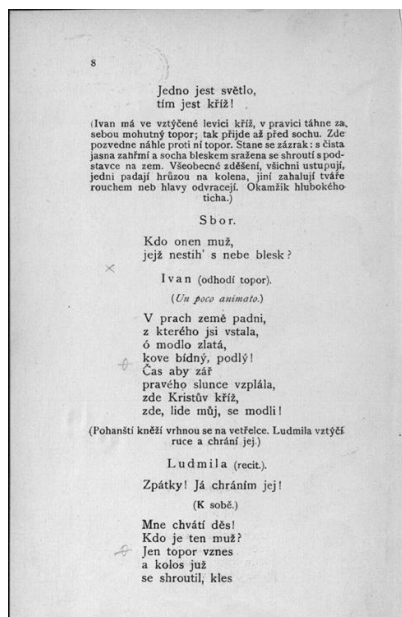 8
Jedno jest světlo,
tím jest kříž!
(Ivan má ve vztýčené levici kříž, v pravici táhne za
sebou mohutný topor; tak přijde až před sochu. Zde
pozvedne náhle proti ní topor. Stane se zázrak: s čista
jasna zahřmí a socha bleskem sražena se shroutí s pod-
stavce na zem. Všeobecné zděšení, všichni ustupují,
jedni padají hrůzou na kolena, jiní zahalují tváře
rouchem neb hlavy odvracejí. Okamžik hlubokého
ticha.)
Sbor.
Kdo onen muž,
jejž nestih' s nebe blesk?
Ivan (odhodí topor).
(Un poco animato.)
V prach země padni,
z kterého jsi vstala,
ó modlo zlatá,
kove bídný, podlý!
Čas aby zář
pravého slunce vzplála,
zde Kristův kříž,
zde, lide můj, se modli!
(Pohanští kněží vrhnou se na vetřelce. Ludmila vztýčí
ruce a chrání jej.)
Ludmila (recit.).
Zpátky! Já chráním jej!
(K sobě.)
Mne chvátí děs!
Kdo je ten muž?
Jen topor vznes
a kolos již
se shroutil, kles